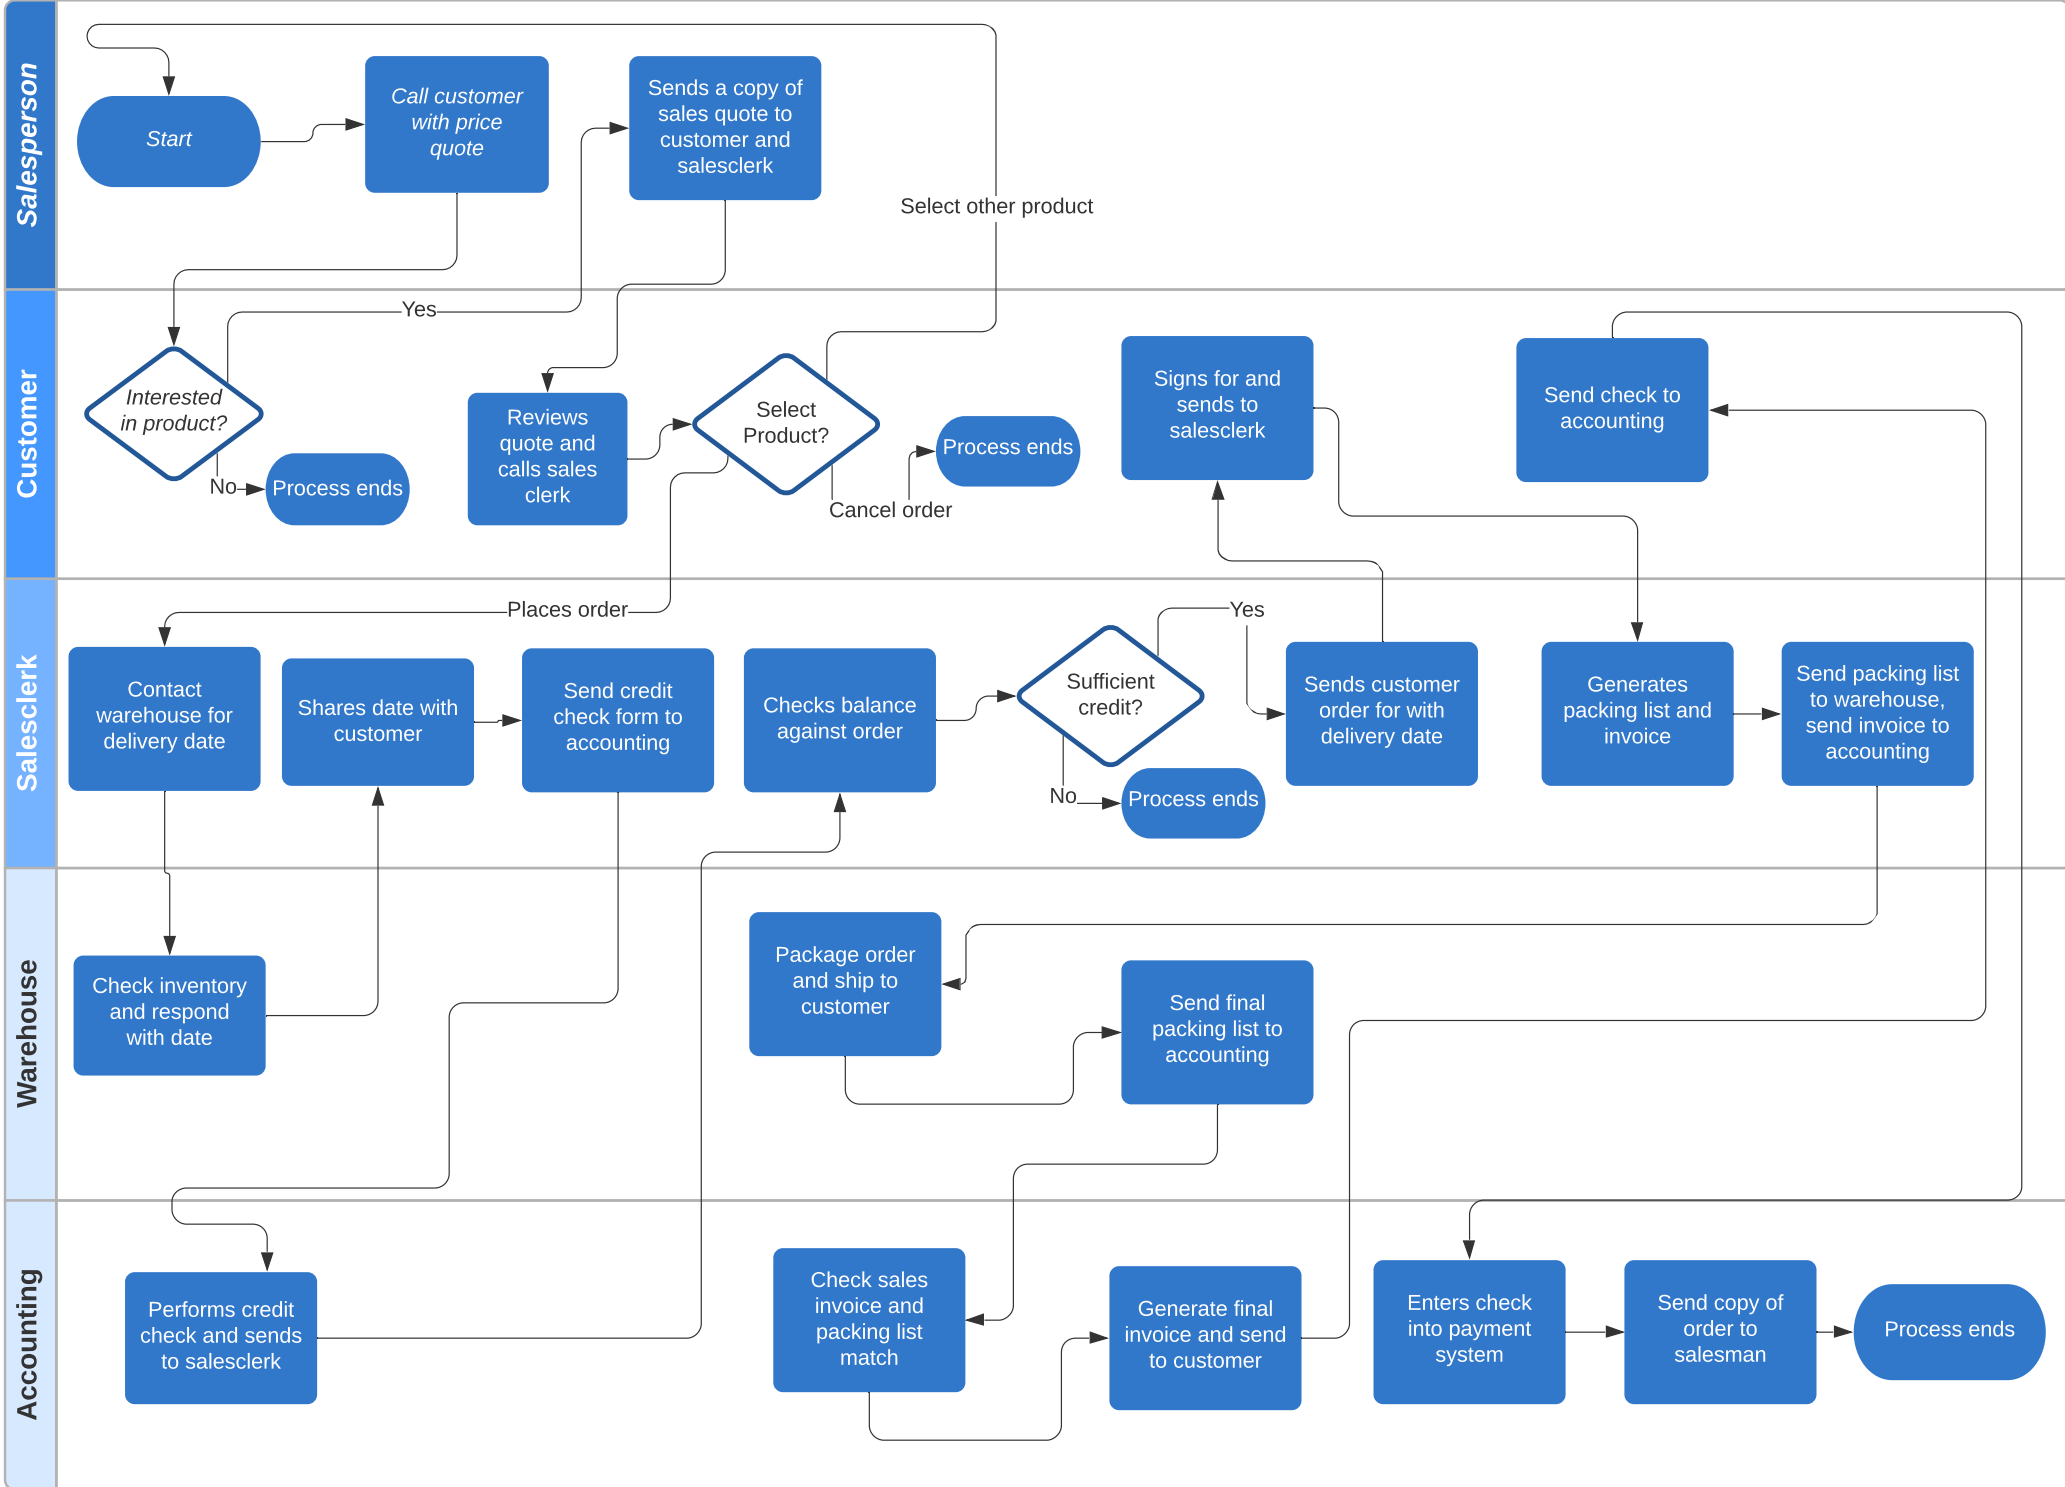 Salesperson
Start
Call customer
with price
quote
Sends a copy of
sales quote to
customer and
salesclerk
Select other product
Customer
Yes
Interested
in product?
No
Process ends
Reviews
quote and
calls sales
clerk
Select
Product?
Cancel order
Process ends
Signs for and
sends to
salesclerk
Send check to
accounting
Salesclerk
Places order
Contact
warehouse for
delivery date
Shares date with
customer
Send credit
check form to
accounting
Checks balance
against order
Sufficient
credit?
Yes
No
Process ends
Sends customer
order for with
delivery date
Generates
packing list and
invoice
Send packing list
to warehouse,
send invoice to
accounting
Warehouse
Check inventory
and respond
with date
Package order
and ship to
customer
Send final
packing list to
accounting
Accounting
Performs credit
check and sends
to salesclerk
Check sales
invoice and
packing list
match
Generate final
invoice and send
to customer
Enters check
into payment
system
Send copy of
order to
salesman
Process ends